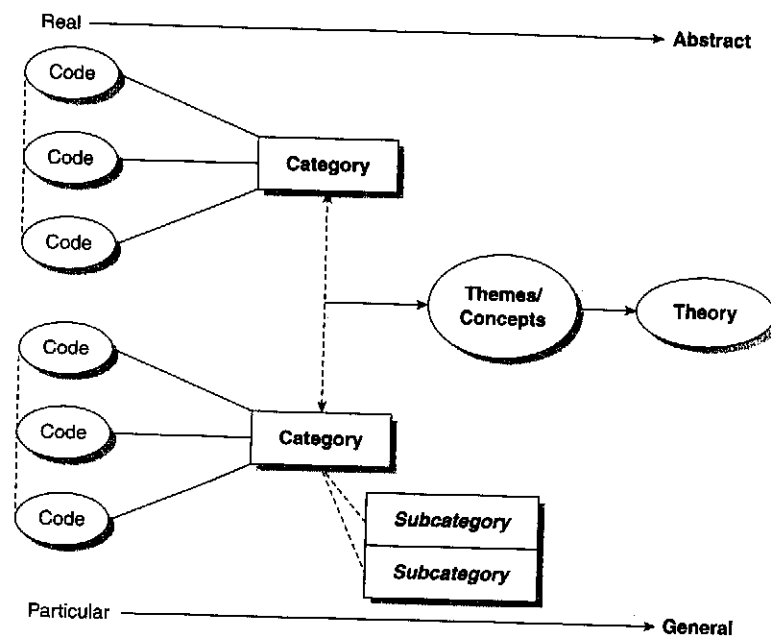 Real
Abstract
Code
Code
Category
Code
Themes/
Concepts
Theory
Code
Code
Category
Code
Subcategory
Subcategory
Particular
General